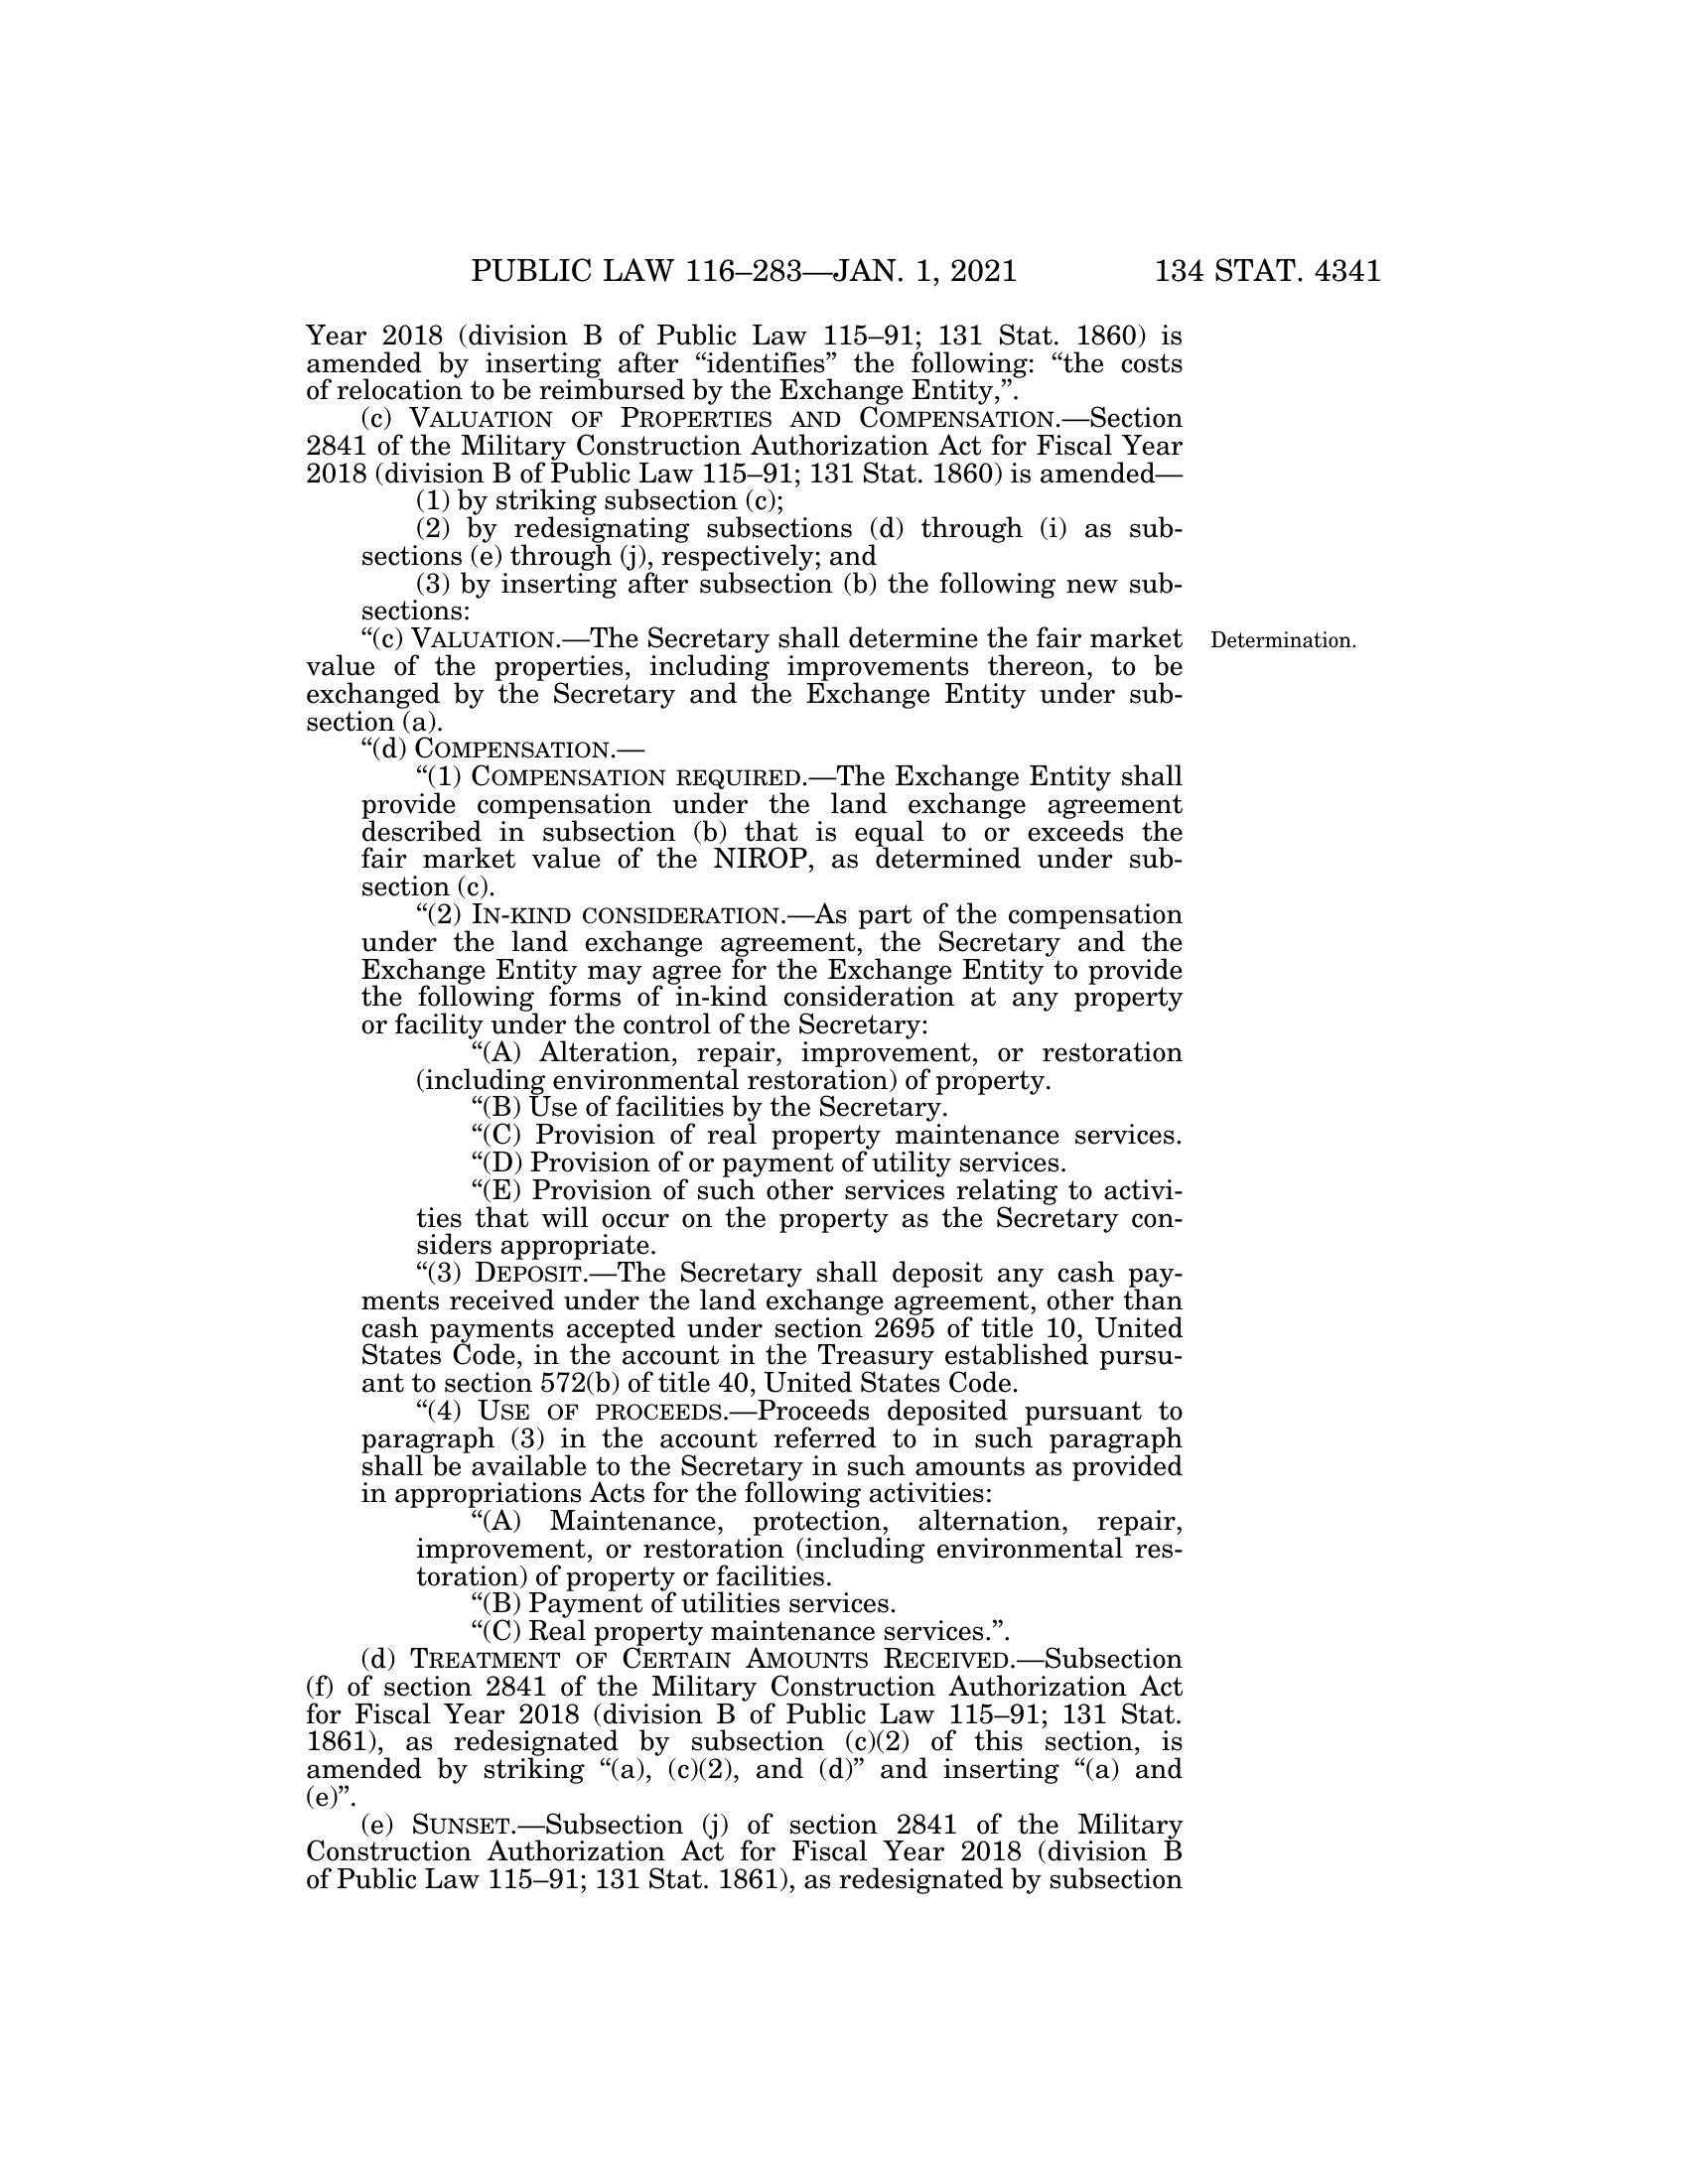 PUBLIC LAW 116–283—JAN. 1, 2021 134 STAT. 4341
Year 2018 (division B of Public Law 115–91; 131 Stat. 1860) is
amended by inserting after “identifies” the following: “the costs
of relocation to be reimbursed by the Exchange Entity,”.
(c) VALUATION OF PROPERTIES AND COMPENSATION.—Section
2841 of the Military Construction Authorization Act for Fiscal Year
2018 (division B of Public Law 115–91; 131 Stat. 1860) is amended—
(1) by striking subsection (c);
(2) by redesignating subsections (d) through (i) as sub-
sections (e) through (j), respectively; and
(3) by inserting after subsection (b) the following new sub-
sections:
“(c) VALUATION.—The Secretary shall determine the fair market
Determination.
value of the properties, including improvements thereon, to be
exchanged by the Secretary and the Exchange Entity under sub-
section (a).
“(d) COMPENSATION.—
“(1) COMPENSATION REQUIRED.—The Exchange Entity shall
provide compensation under the land exchange agreement
described in subsection (b) that is equal to or exceeds the
fair market value of the NIROP, as determined under sub-
section (c).
“(2) IN-KIND CONSIDERATION.—As part of the compensation
under the land exchange agreement, the Secretary and the
Exchange Entity may agree for the Exchange Entity to provide
the following forms of in-kind consideration at any property
or facility under the control of the Secretary:
“(A) Alteration, repair, improvement, or restoration
(including environmental restoration) of property.
“(B) Use of facilities by the Secretary.
“(C) Provision of real property maintenance services.
“(D) Provision of or payment of utility services.
“(E) Provision of such other services relating to activi-
ties that will occur on the property as the Secretary con-
siders appropriate.
“(3) DEPOSIT.—The Secretary shall deposit any cash pay-
ments received under the land exchange agreement, other than
cash payments accepted under section 2695 of title 10, United
States Code, in the account in the Treasury established pursu-
ant to section 572(b) of title 40, United States Code.
“(4) USE OF PROCEEDS.—Proceeds deposited pursuant to
paragraph (3) in the account referred to in such paragraph
shall be available to the Secretary in such amounts as provided
in appropriations Acts for the following activities:
“(A) Maintenance, protection, alternation, repair,
improvement, or restoration (including environmental res-
toration) of property or facilities.
“(B) Payment of utilities services.
“(C) Real property maintenance services.”.
(d) TREATMENT OF CERTAIN AMOUNTS RECEIVED.—Subsection
(f) of section 2841 of the Military Construction Authorization Act
for Fiscal Year 2018 (division B of Public Law 115–91; 131 Stat.
1861), as redesignated by subsection (c)(2) of this section, is
amended by striking “(a), (c)(2), and (d)” and inserting “(a) and
(e)”.
(e) SUNSET.—Subsection (j) of section 2841 of the Military
Construction Authorization Act for Fiscal Year 2018 (division B
of Public Law 115–91; 131 Stat. 1861), as redesignated by subsection